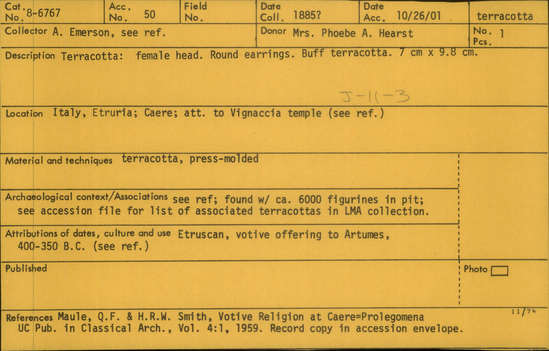 Cat. No. 8-6767 Acc. No. 50 Field No. Date Coll. 1885? Date Acc. 10/26/01 terracotta
Collector A. Emerson, see ref. Donor Mrs. Phoebe A. Hearst No. Pcs. 1
Description Terracotta: female head. Round earrings. Buff terracotta. 7 cm x 9.8 cm.
J-11-3
Location Italy, Etruria; Caere; att. to Vignaccia temple (see ref.)
Material and techniques terracotta, press-molded
Archaeological context/Associations see ref; found w/ ca. 6000 figurines in pit;
see accession file for list of associated terracottas in LMA collection.
Attributions of dates, culture and use Etruscan, votive offering to Artumes,
400-350 B.C. (see ref.)
Published Photo
11/76
References Maule, Q.F. & H.R.W. Smith, Votive Religion at Caere=Prolegomena
UC Pub. in Classical Arch., Vol. 4:1, 1959. Record copy in accession envelope.